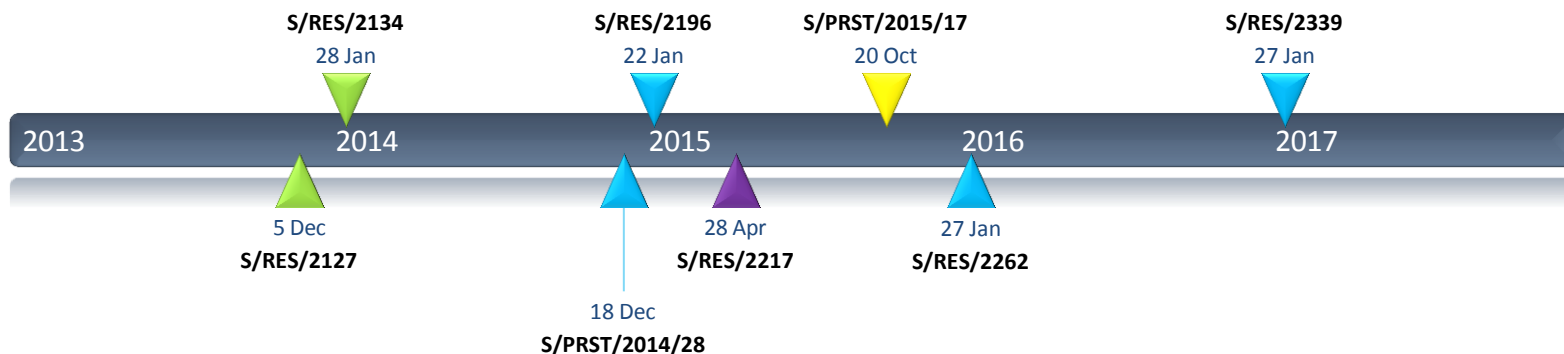 S/RES/2134
28 Jan
S/RES/2196
22 Jan
S/PRST/2015/17
20 Oct
S/RES/2339
27 Jan
2013 2014 2015 2016 2017
5 Dec
S/RES/2127
28 Apr
S/RES/2217
27 Jan
S/RES/2262
18 Dec
S/PRST/2014/28